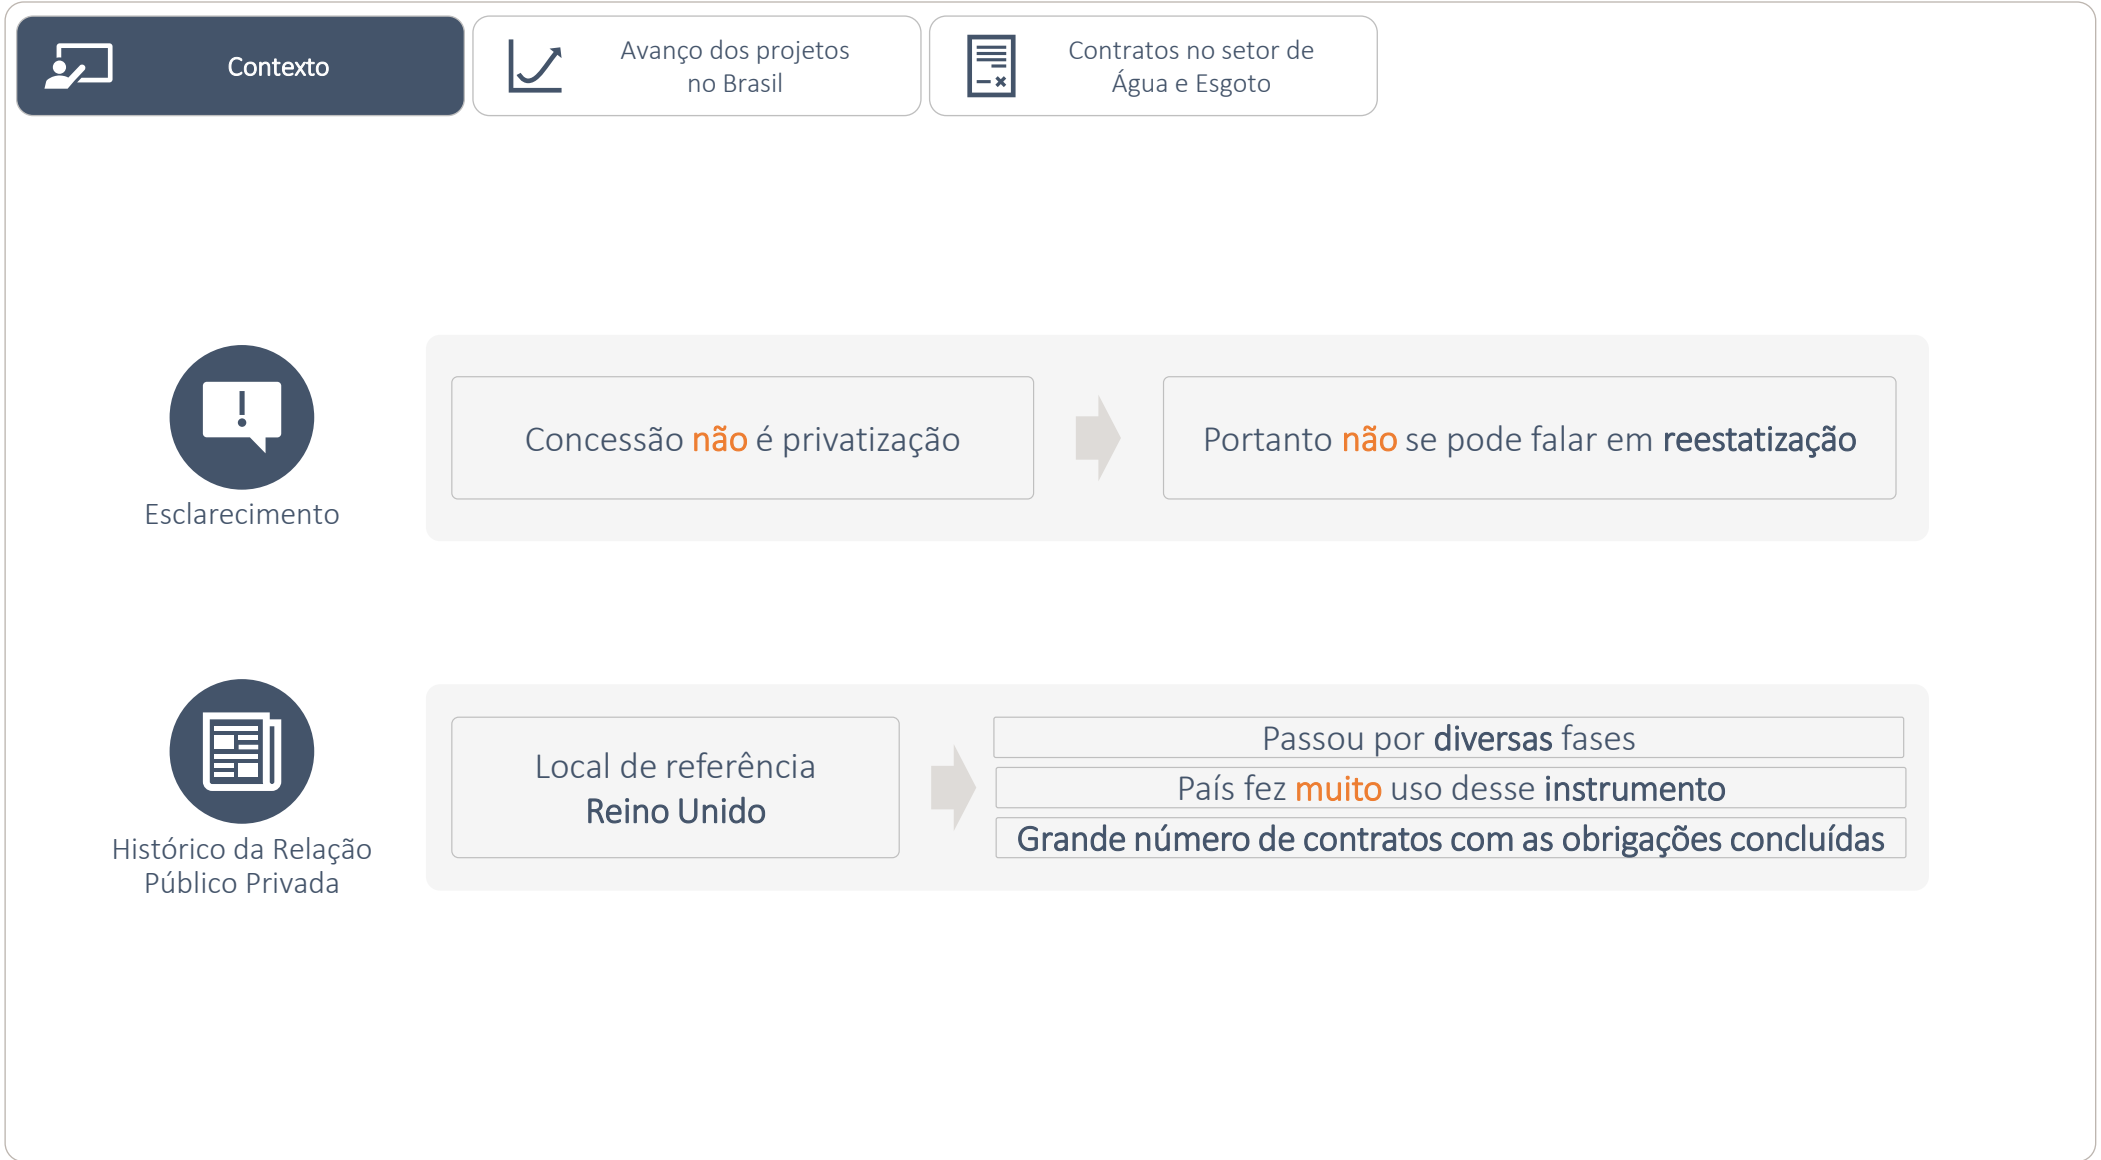 Contexto
Avanço dos projetos
no Brasil
Contratos no setor de
Água e Esgoto
Esclarecimento
Concessão não é privatização
Portanto não se pode falar em reestatização
Histórico da Relação
Público Privada
Local de referência
Reino Unido
Passou por diversas fases
País fez muito uso desse instrumento
Grande número de contratos com as obrigações concluídas